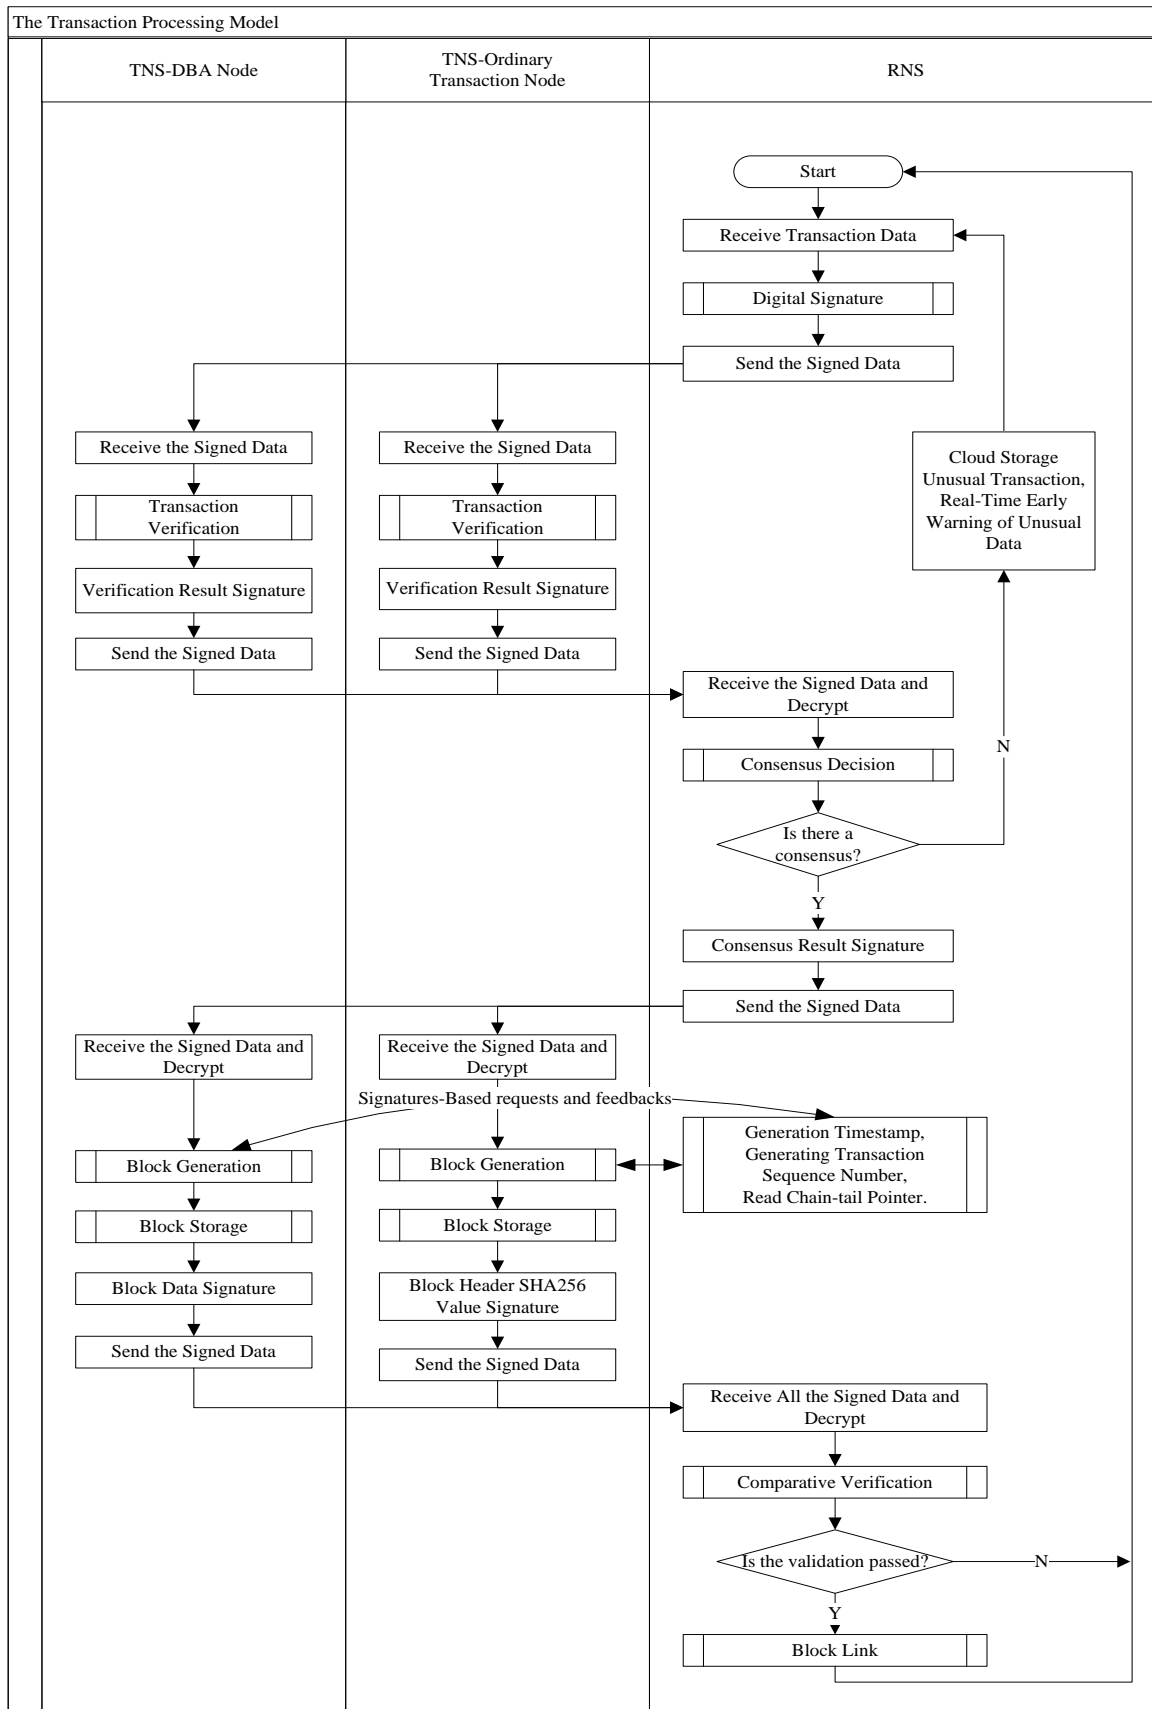 The Transaction Processing Model
TNS-DBA Node
TNS-Ordinary
Transaction Node
RNS
Start
Receive Transaction Data
Digital Signature
Send the Signed Data
Receive the Signed Data
Receive the Signed Data
Cloud Storage
Unusual Transaction,
Real-Time Early
Warning of Unusual
Data
Transaction
Verification
Transaction
Verification
Verification Result Signature
Verification Result Signature
Send the Signed Data
Send the Signed Data
Receive the Signed Data and
Decrypt
N
Consensus Decision
Is there a
consensus?
Y
Consensus Result Signature
Send the Signed Data
Receive the Signed Data and
Decrypt
Receive the Signed Data and
Decrypt
Signatures-Based requests and feedbacks
Generation Timestamp,
Generating Transaction
Sequence Number,
Read Chain-tail Pointer.
Block Generation
Block Generation
Block Storage
Block Storage
Block Data Signature
Block Header SHA256
Value Signature
Send the Signed Data
Send the Signed Data
Receive All the Signed Data and
Decrypt
Comparative Verification
Is the validation passed?
N
Y
Block Link